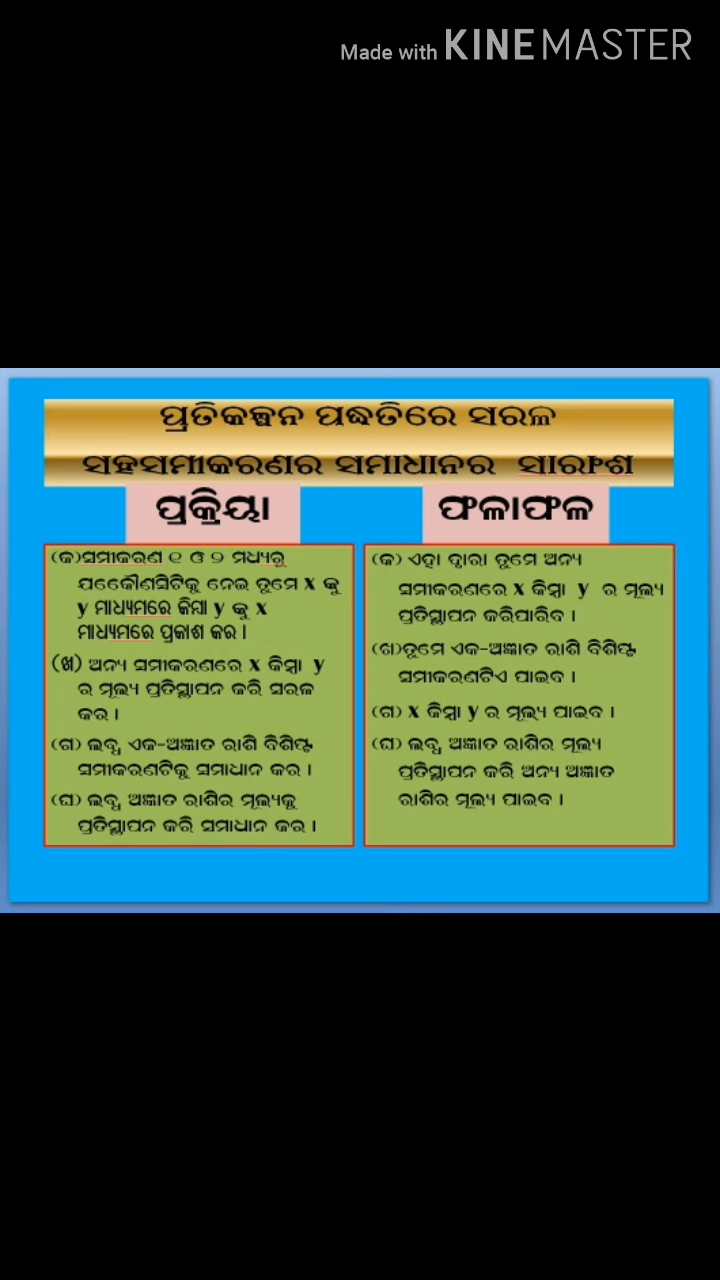 Made with KINEMASTER
ପ୍ରତିକଳ୍ପନ ପଦ୍ଧତିରେ ସରଳ
ସହସମୀକରଣର ସମାଧାନର ସାରାଂଶ
ପ୍ରକ୍ରିୟା
(କ)ସମୀକରଣ ୧ ଓ ୨ ମଧ୍ୟରୁ
ଯେକୌଣସିଟିକୁ ନେଇ ତୁମେ x କୁ
y ମାଧ୍ୟମରେ କିମ୍ବା y କୁ x
ମାଧ୍ୟମରେ ପ୍ରକାଶ କର ।
(ଖ) ଅନ୍ୟ ସମୀକରଣରେ x କିମ୍ବା y
ର ମୂଲ୍ୟ ପ୍ରତିସ୍ଥାପନ କରି ସରଳ
କର ।
(ଗ) ଲବ୍ଧ ଏକ-ଅଜ୍ଞାତ ରାଶି ବିଶିଷ୍ଟ
ସମୀକରଣଟିକୁ ସମାଧାନ କର ।
(ଘ) ଲବ୍ଧ ଅଜ୍ଞାତ ରାଶିର ମୂଲ୍ୟକୁ
ପ୍ରତିସ୍ଥାପନ କରି ସମାଧାନ କର ।
ଫଳାଫଳ
(କ) ଏହା ଦ୍ୱାରା ତୁମେ ଅନ୍ୟ
ସମୀକରଣରେ x କିମ୍ବା y ର ମୂଲ୍ୟ
ପ୍ରତିସ୍ଥାପନ କରିପାରିବ ।
(ଖ)ତୁମେ ଏକ-ଅଜ୍ଞାତ ରାଶି ବିଶିଷ୍ଟ
ସମୀକରଣଟିଏ ପାଇବ ।
(ଗ) x କିମ୍ବା y ର ମୂଲ୍ୟ ପାଇବ ।
(ଘ) ଲବ୍ଧ ଅଜ୍ଞାତ ରାଶିର ମୂଲ୍ୟ
ପ୍ରତିସ୍ଥାପନ କରି ଅନ୍ୟ ଅଜ୍ଞାତ
ରାଶିର ମୂଲ୍ୟ ପାଇବ ।